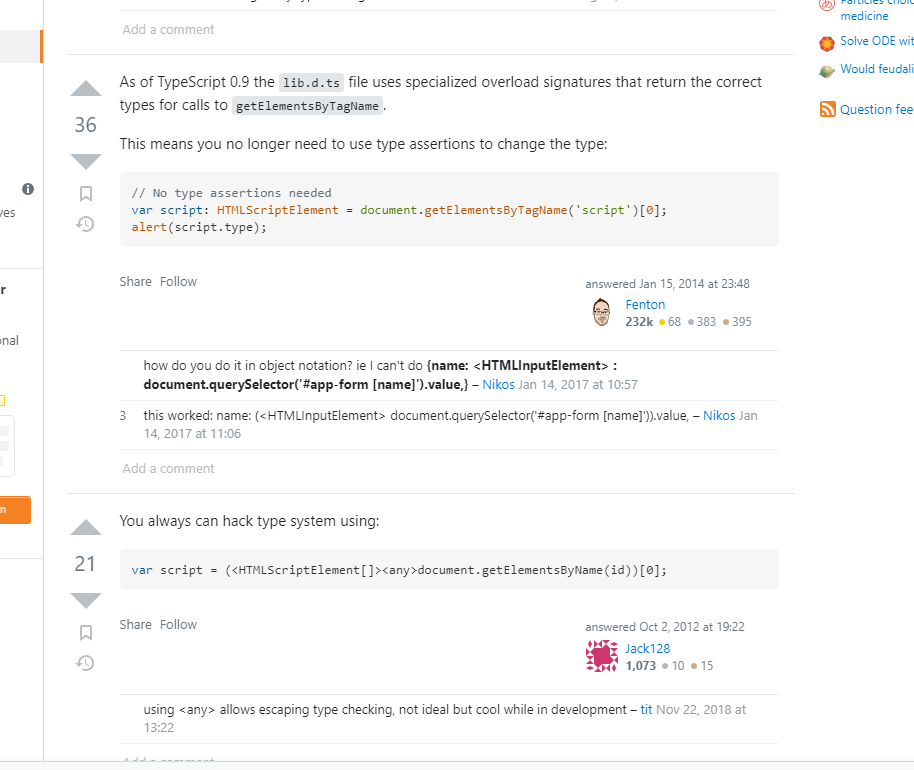 Add a comment
As of TypeScript 0.9 the lib.d.ts file uses specialized overload signatures that return the correct
types for calls to getElementsByTagName.
This means you no longer need to use type assertions to change the type:
36
// No type assertions needed
var script: HTMLScriptElement = document.getElementsByTagName('script')[0];
alert(script.type);
Share Follow
answered Jan 15, 2014 at 23:48
Fenton
232k 68 383 395
how do you do it in object notation? ie I can't do {name: <HTMLInputElement> :
document.querySelector('#app-form [name]').value,} – Nikos Jan 14, 2017 at 10:57
3 this worked: name: (<HTMLInputElement> document.querySelector('#app-form [name]')).value, – Nikos Jan
14, 2017 at 11:06
Add a comment
You always can hack type system using:
21
var script = (<HTMLScriptElement[]><any>document.getElementsByName(id))[0];
Share Follow
answered Oct 2, 2012 at 19:22
Jack128
1,073 10 15
using <any> allows escaping type checking, not ideal but cool while in development – tit Nov 22, 2018 at
13:22
medicine
Solve ODE wit
Would feudali
Question fee
ves
r
onal
m